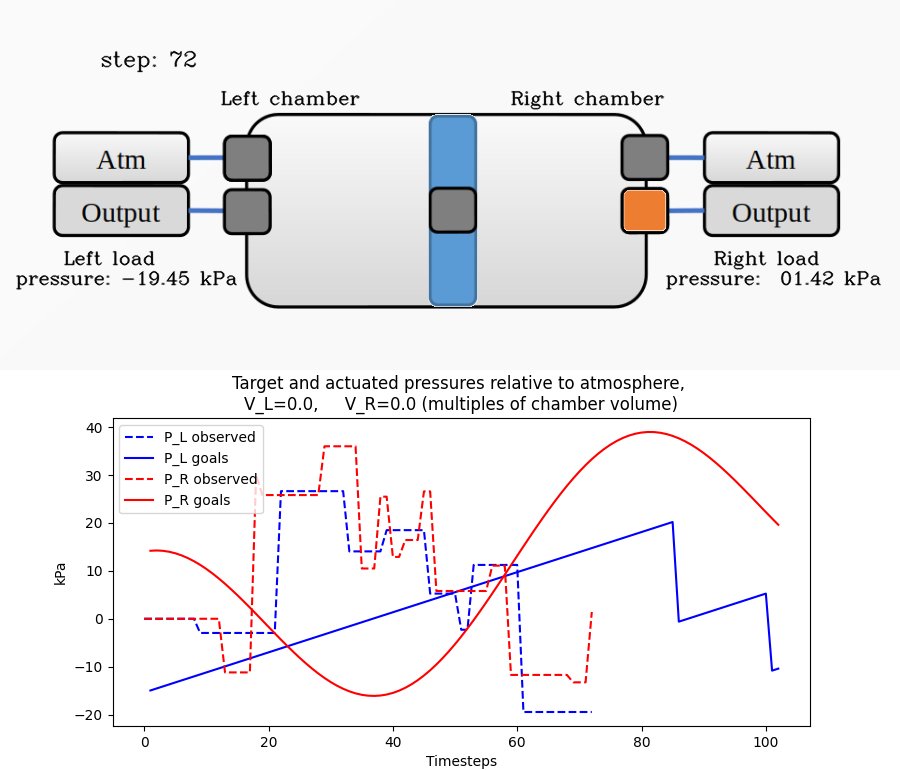 step: 72
Left chamber
Right chamber
Atm
Atm
Output
Output
Left load
pressure: −19.45 kPa
Right load
pressure:  01.42 kPa
Target and actuated pressures relative to atmosphere,
V_L=0.0,     V_R=0.0 (multiples of chamber volume)
P_L observed
P_L goals
P_R observed
P_R goals
kPa
40
30
20
10
0
−10
−20
0
20
40
60
80
100
Timesteps